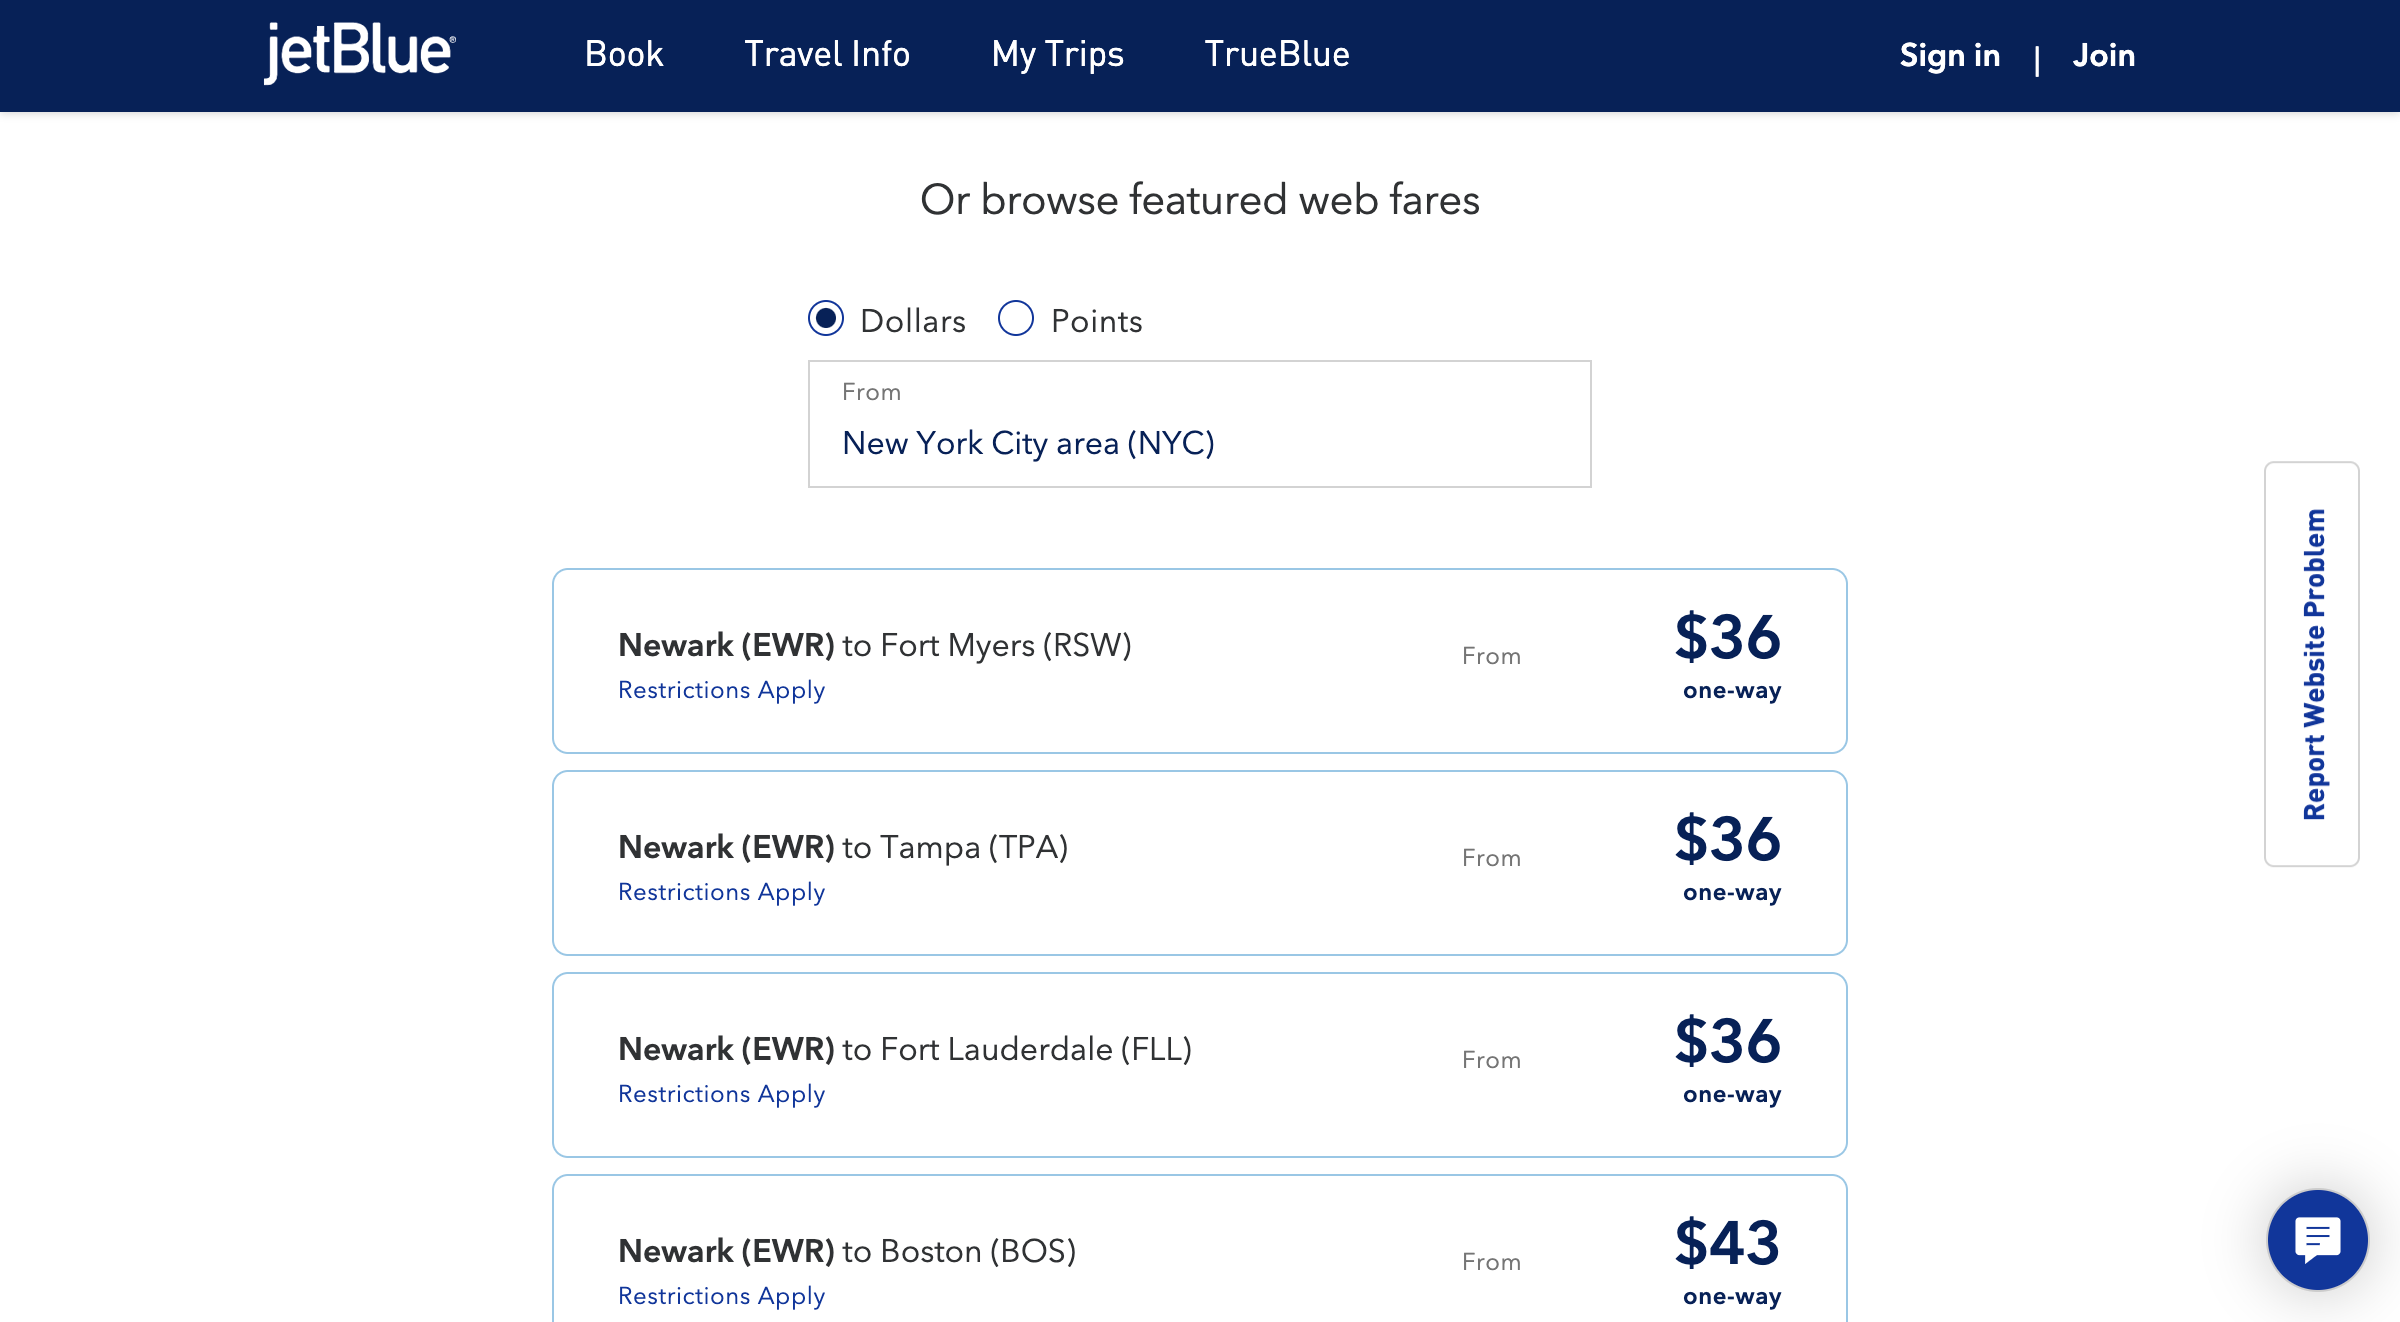 jetBlue®
Book
Travel Info
My Trips
TrueBlue
Sign in | Join
Or browse featured web fares
Dollars
Points
From
New York City area (NYC)
Newark (EWR) to Fort Myers (RSW)
Restrictions Apply
From
$36
one-way
Newark (EWR) to Tampa (TPA)
Restrictions Apply
From
$36
one-way
Newark (EWR) to Fort Lauderdale (FLL)
Restrictions Apply
From
$36
one-way
Newark (EWR) to Boston (BOS)
Restrictions Apply
From
$43
one-way
Report Website Problem